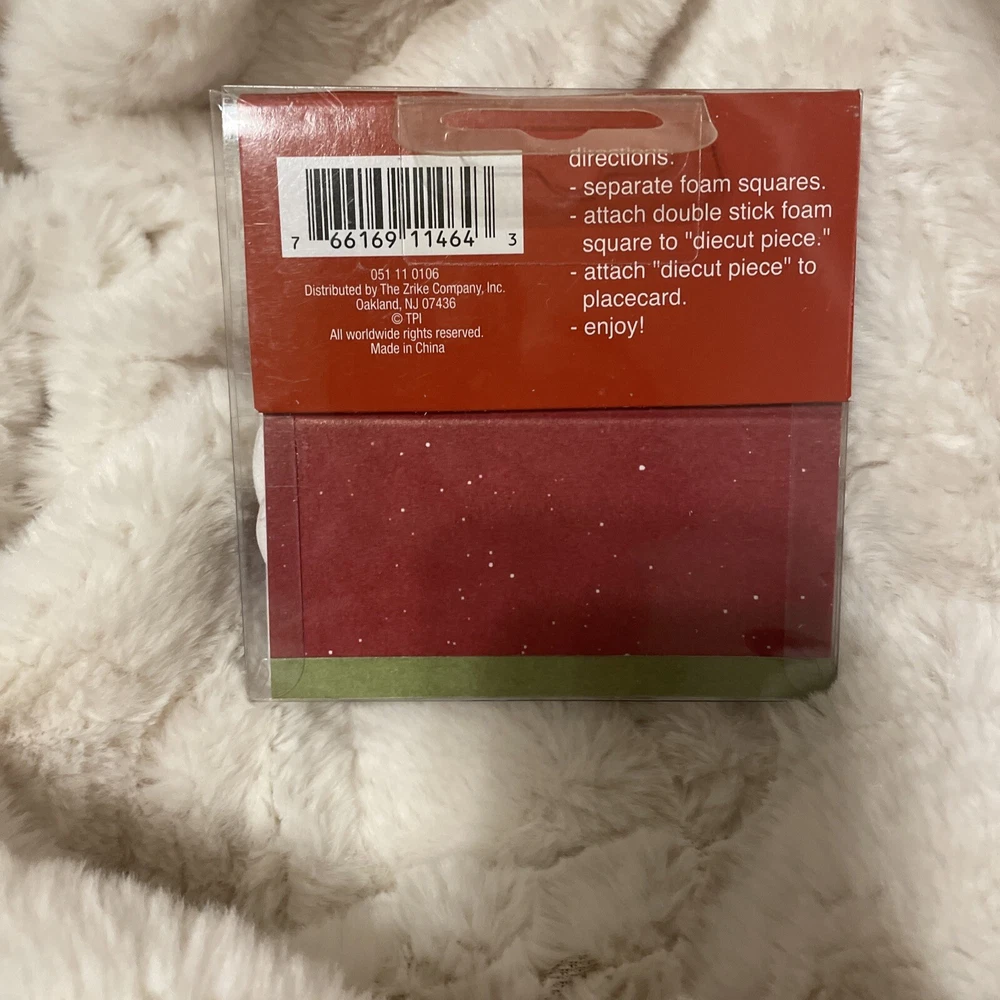 7 66169 11464 3
051 11 0106
Distributed by The Zrike Company, Inc.
Oakland, NJ 07436
© TPI
All worldwide rights reserved.
Made in China
directions:
- separate foam squares.
- attach double stick foam
square to "diecut piece."
- attach "diecut piece" to
placecard.
- enjoy!